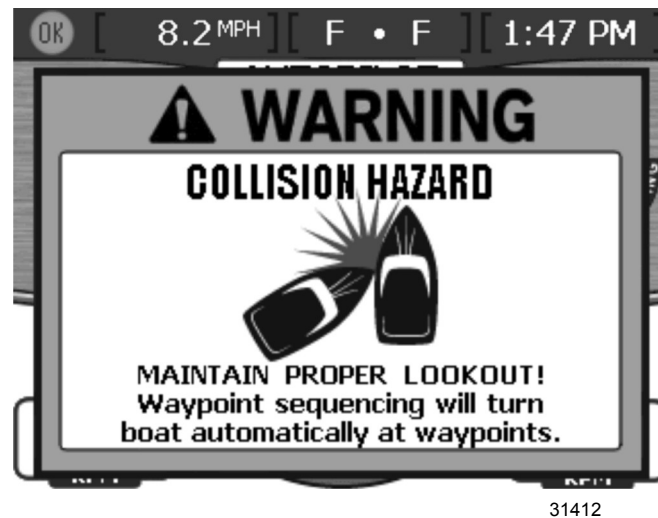 OK [ 8.2 MPH ] [ F • F ] [ 1:47 PM ]
WARNING
COLLISION HAZARD
MAINTAIN PROPER LOOKOUT!
Waypoint sequencing will turn
boat automatically at waypoints.
31412